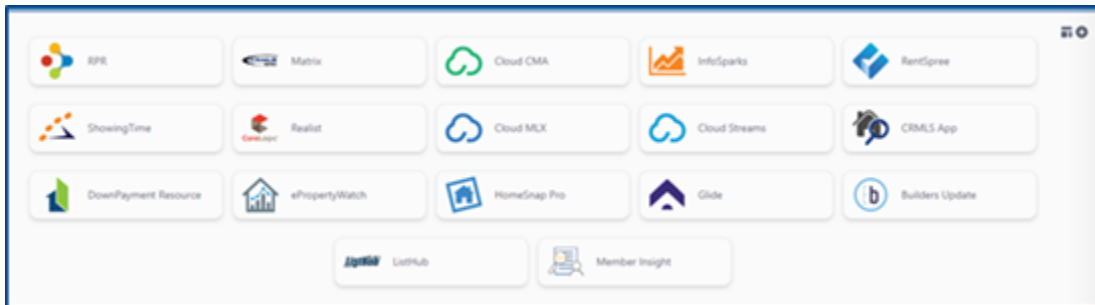 RPR
Matrix
Cloud CMA
InfoSparks
RentSpree
ShowingTime
CoreLogic
Realist
Cloud MLX
Cloud Streams
CRMLS App
DownPayment Resource
ePropertyWatch
HomeSnap Pro
Glide
b
Builders Update
ListHub
ListHub
Member Insight